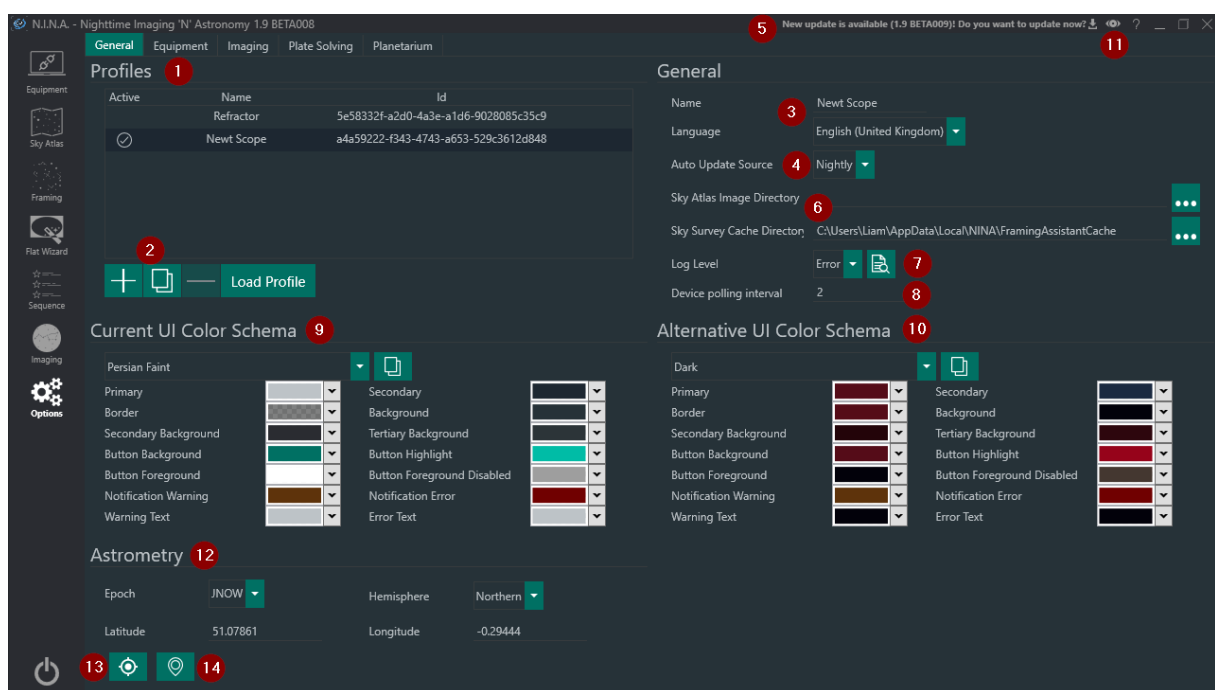 N.I.N.A. - Nighttime Imaging 'N' Astronomy 1.9 BETA008
5 New update is available (1.9 BETA009)! Do you want to update now? ?
11
General Equipment Imaging Plate Solving Planetarium
Equipment
Sky Atlas
Framing
Flat Wizard
Sequence
Imaging
Options
Profiles 1
Active Name Id
Refractor 5e58332f-a2d0-4a3e-a1d6-9028085c35c9
Newt Scope a4a59222-f343-4743-a653-529c3612d848
2
Load Profile
General
Name Newt Scope
3
Language English (United Kingdom)
Auto Update Source 4 Nightly
Sky Atlas Image Directory
6
Sky Survey Cache Directory C:\Users\Liam\AppData\Local\NINA\FramingAssistantCache
Log Level Error 7
Device polling interval 2 8
Current UI Color Schema 9
Persian Faint
Primary Secondary
Border Background
Secondary Background Tertiary Background
Button Background Button Highlight
Button Foreground Button Foreground Disabled
Notification Warning Notification Error
Warning Text Error Text
Alternative UI Color Schema 10
Dark
Primary Secondary
Border Background
Secondary Background Tertiary Background
Button Background Button Highlight
Button Foreground Button Foreground Disabled
Notification Warning Notification Error
Warning Text Error Text
Astrometry 12
Epoch JNOW Hemisphere Northern
Latitude 51.07861 Longitude -0.29444
13 14